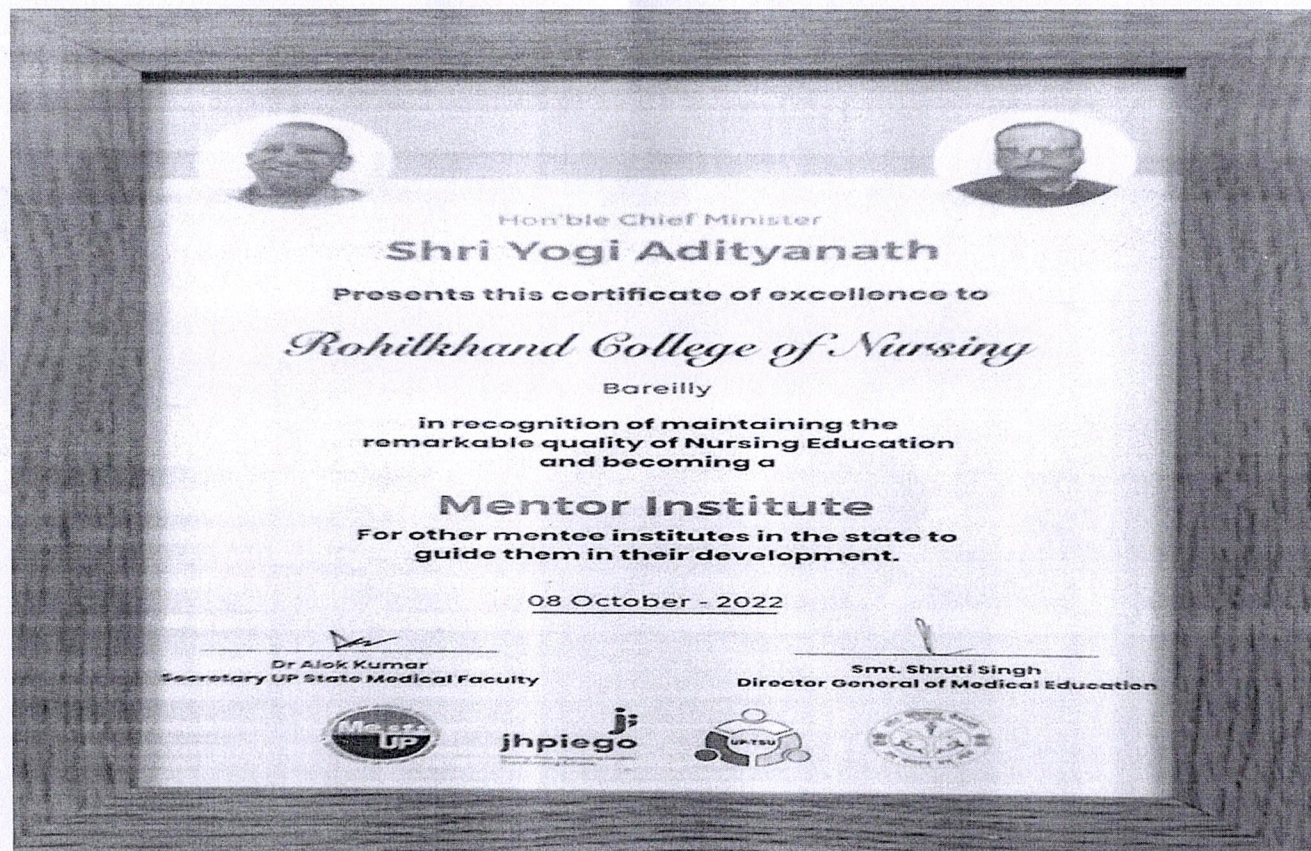 Hon'ble Chief Minister
Shri Yogi Adityanath
Presents this certificate of excellence to
Rohilkhand College of Nursing
Bareilly
in recognition of maintaining the
remarkable quality of Nursing Education
and becoming a
Mentor Institute
For other mentee institutes in the state to
guide them in their development.
08 October - 2022
Dr Alok Kumar
Secretary UP State Medical Faculty
Smt. Shruti Singh
Director General of Medical Education
UP
jhpiego
UP-TSU